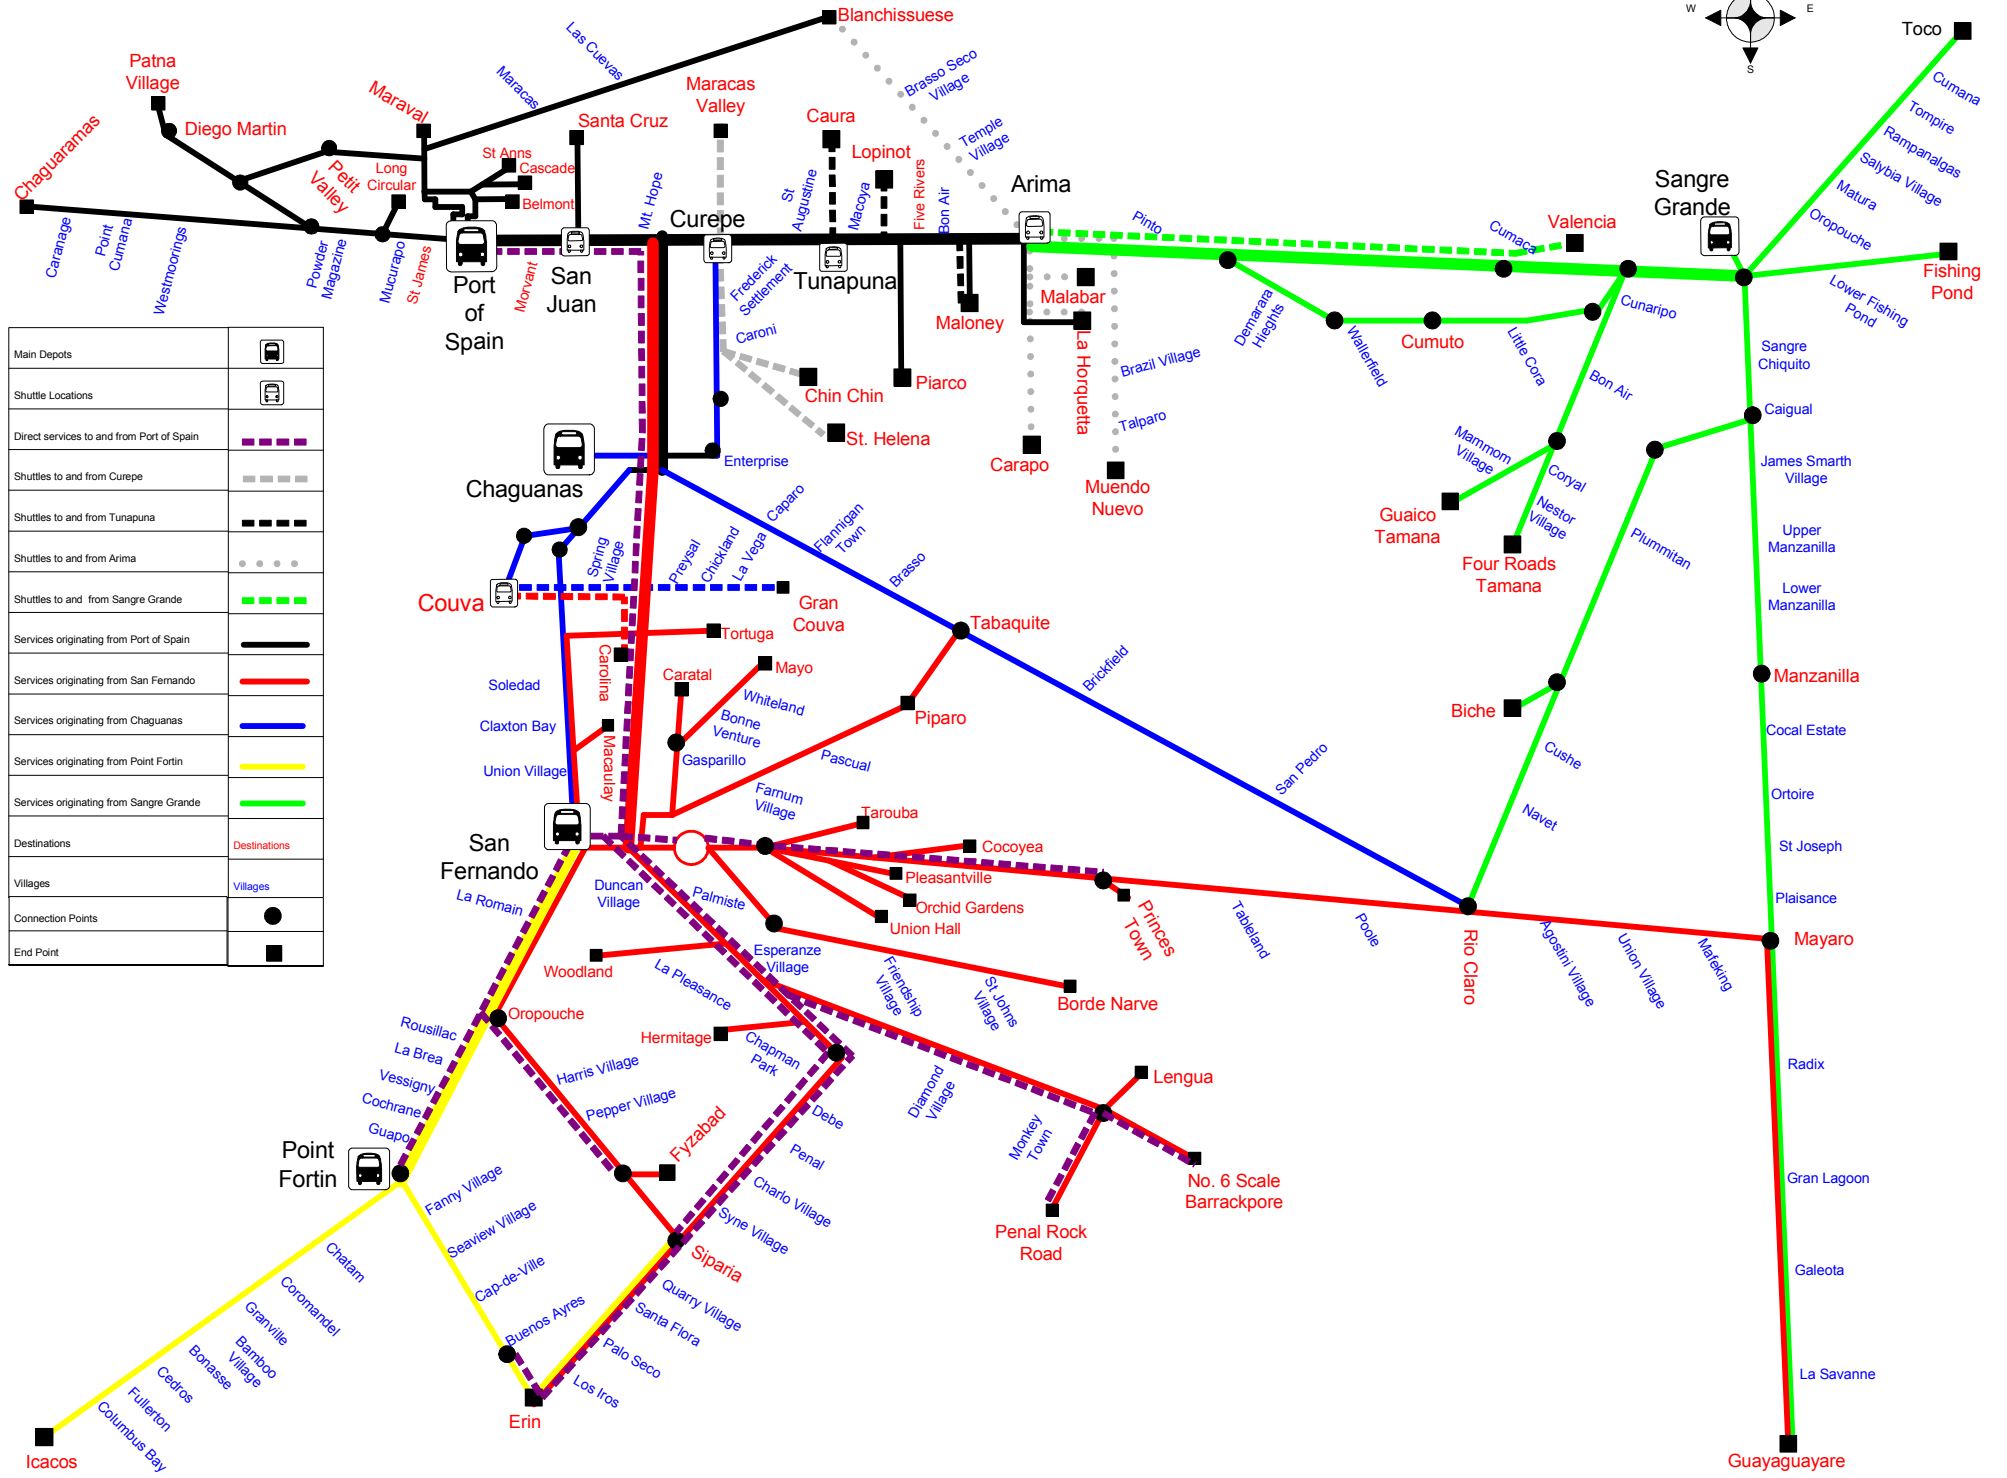 Blanchissuese
W
E
S
Toco
Las Cuevas
Maracas
Patna
Village
Maraval
Maracas
Valley
Brasso Seco
Village
Cumana
Tompire
Rampanalgas
Salybia Village
Matura
Oropouche
Chaguaramas
Diego Martin
Santa Cruz
Caura
Temple
Village
Petit
Valley
Long
Circular
St Anns
Cascade
Belmont
Lopinot
Arima
Sangre
Grande
Mt. Hope
Curepe
St
Augustine
Macoya
Five Rivers
Bon Air
Pinto
Cumaca
Valencia
Caranage
Point
Cumana
Westmoorings
Powder
Magazine
Mucurapo
St James
Port
of
Spain
Morvant
San
Juan
Frederick
Settlement
Caroni
Tunapuna
Maloney
Malabar
La Horquetta
Demarara
Hieghts
Wallerfield
Cumuto
Little Cora
Cunaripo
Lower Fishing
Pond
Fishing
Pond
Sangre
Chiquito
Main Depots
Shuttle Locations
Direct services to and from Port of Spain
Shuttles to and from Curepe
Shuttles to and from Tunapuna
Shuttles to and from Arima
Shuttles to and from Sangre Grande
Services originating from Port of Spain
Services originating from San Fernando
Services originating from Chaguanas
Services originating from Point Fortin
Services originating from Sangre Grande
Destinations
Destinations
Villages
Villages
Connection Points
End Point
Chin Chin
Piarco
St. Helena
Brazil Village
Talparo
Carapo
Muendo
Nuevo
Bon Air
Caigual
Mammom
Village
Coryal
Nestor
Village
Guaico
Tamana
Four Roads
Tamana
James Smarth
Village
Plummitan
Upper
Manzanilla
Lower
Manzanilla
Chaguanas
Enterprise
Spring
Village
Preysal
Chickland
La Vega
Caparo
Flannigan
Town
Brasso
Couva
Gran
Couva
Tortuga
Carolina
Tabaquite
Soledad
Claxton Bay
Union Village
Caratal
Mayo
Whiteland
Bonne
Venture
Gasparillo
Macaulay
Piparo
Pascual
Brickfield
San Pedro
Manzanilla
Biche
Cushe
Navet
Cocal Estate
Ortoire
St Joseph
Plaisance
Farnum
Village
Tarouba
Cocoyea
Pleasantville
Orchid Gardens
Union Hall
San
Fernando
Duncan
Village
Palmiste
La Romain
Princes
Town
Tableland
Poole
Rio Claro
Agostini Village
Union Village
Mafeking
Mayaro
Woodland
La Pleasance
Esperanze
Village
Friendship
Village
St Johns
Village
Borde Narve
Oropouche
Rousillac
La Brea
Vessigny
Cochrane
Guapo
Hermitage
Chapman
Park
Harris Village
Pepper Village
Fyzabad
Debe
Penal
Charlo Village
Syne Village
Diamond
Village
Monkey
Town
Lengua
No. 6 Scale
Barrackpore
Penal Rock
Road
Radix
Gran Lagoon
Galeota
La Savanne
Guayaguayare
Point
Fortin
Fanny Village
Seaview Village
Cap-de-Ville
Buenos Ayres
Siparia
Quarry Village
Santa Flora
Palo Seco
Los Iros
Erin
Chatam
Coromandel
Granville
Bamboo
Village
Bonasse
Cedros
Fullerton
Columbus Bay
Icacos